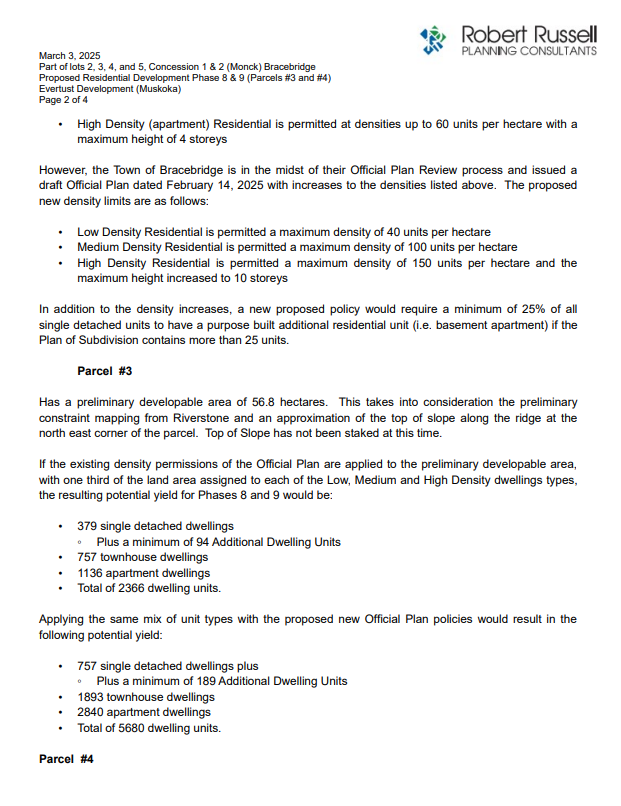 Robert Russell
PLANNING CONSULTANTS
March 3, 2025
Part of lots 2, 3, 4, and 5, Concession 1 & 2 (Monck) Bracebridge
Proposed Residential Development Phase 8 & 9 (Parcels #3 and #4)
Evertust Development (Muskoka)
Page 2 of 4
• High Density (apartment) Residential is permitted at densities up to 60 units per hectare with a
maximum height of 4 storeys
However, the Town of Bracebridge is in the midst of their Official Plan Review process and issued a
draft Official Plan dated February 14, 2025 with increases to the densities listed above. The proposed
new density limits are as follows:
• Low Density Residential is permitted a maximum density of 40 units per hectare
• Medium Density Residential is permitted a maximum density of 100 units per hectare
• High Density Residential is permitted a maximum density of 150 units per hectare and the
maximum height increased to 10 storeys
In addition to the density increases, a new proposed policy would require a minimum of 25% of all
single detached units to have a purpose built additional residential unit (i.e. basement apartment) if the
Plan of Subdivision contains more than 25 units.
Parcel #3
Has a preliminary developable area of 56.8 hectares. This takes into consideration the preliminary
constraint mapping from Riverstone and an approximation of the top of slope along the ridge at the
north east corner of the parcel. Top of Slope has not been staked at this time.
If the existing density permissions of the Official Plan are applied to the preliminary developable area,
with one third of the land area assigned to each of the Low, Medium and High Density dwellings types,
the resulting potential yield for Phases 8 and 9 would be:
• 379 single detached dwellings
◦ Plus a minimum of 94 Additional Dwelling Units
• 757 townhouse dwellings
• 1136 apartment dwellings
• Total of 2366 dwelling units.
Applying the same mix of unit types with the proposed new Official Plan policies would result in the
following potential yield:
• 757 single detached dwellings plus
◦ Plus a minimum of 189 Additional Dwelling Units
• 1893 townhouse dwellings
• 2840 apartment dwellings
• Total of 5680 dwelling units.
Parcel #4